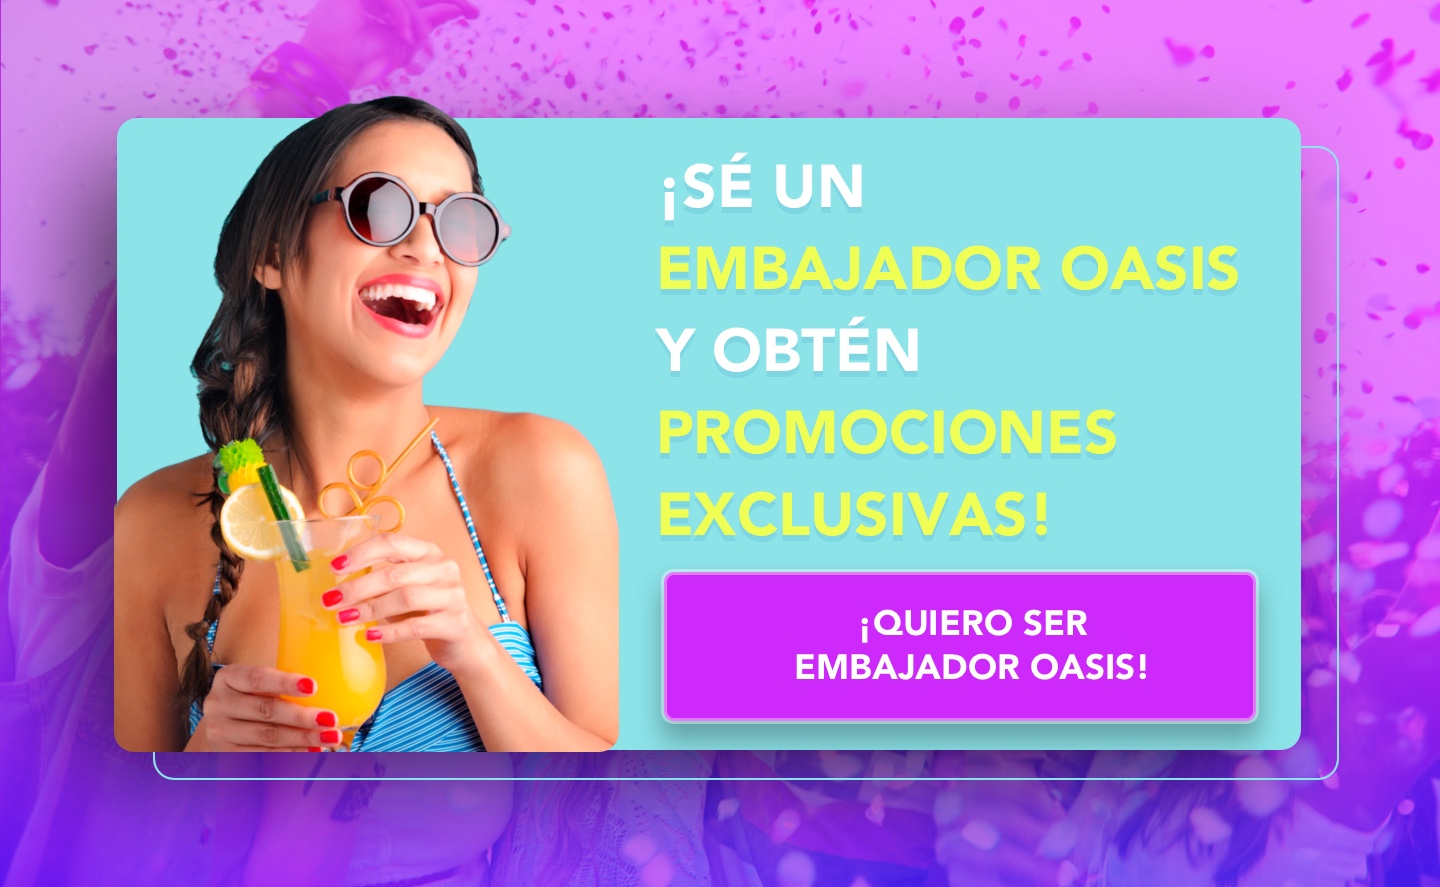 ¡SÉ UN
EMBAJADOR OASIS
Y OBTÉN
PROMOCIONES
EXCLUSIVAS!
¡QUIERO SER
EMBAJADOR OASIS!